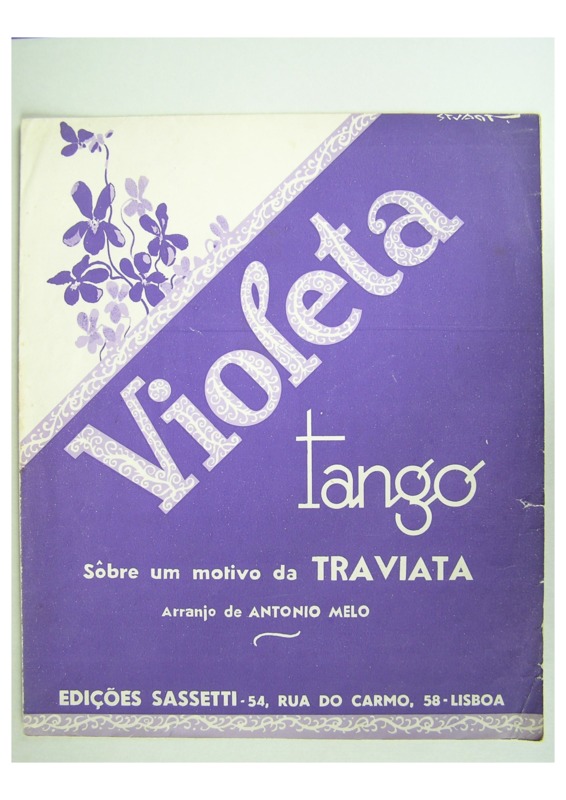 STUART
Violeta
tango
Sôbre um motivo da TRAVIATA
Arranjo de ANTONIO MELO
EDIÇÕES SASSETTI - 54, RUA DO CARMO, 58 - LISBOA